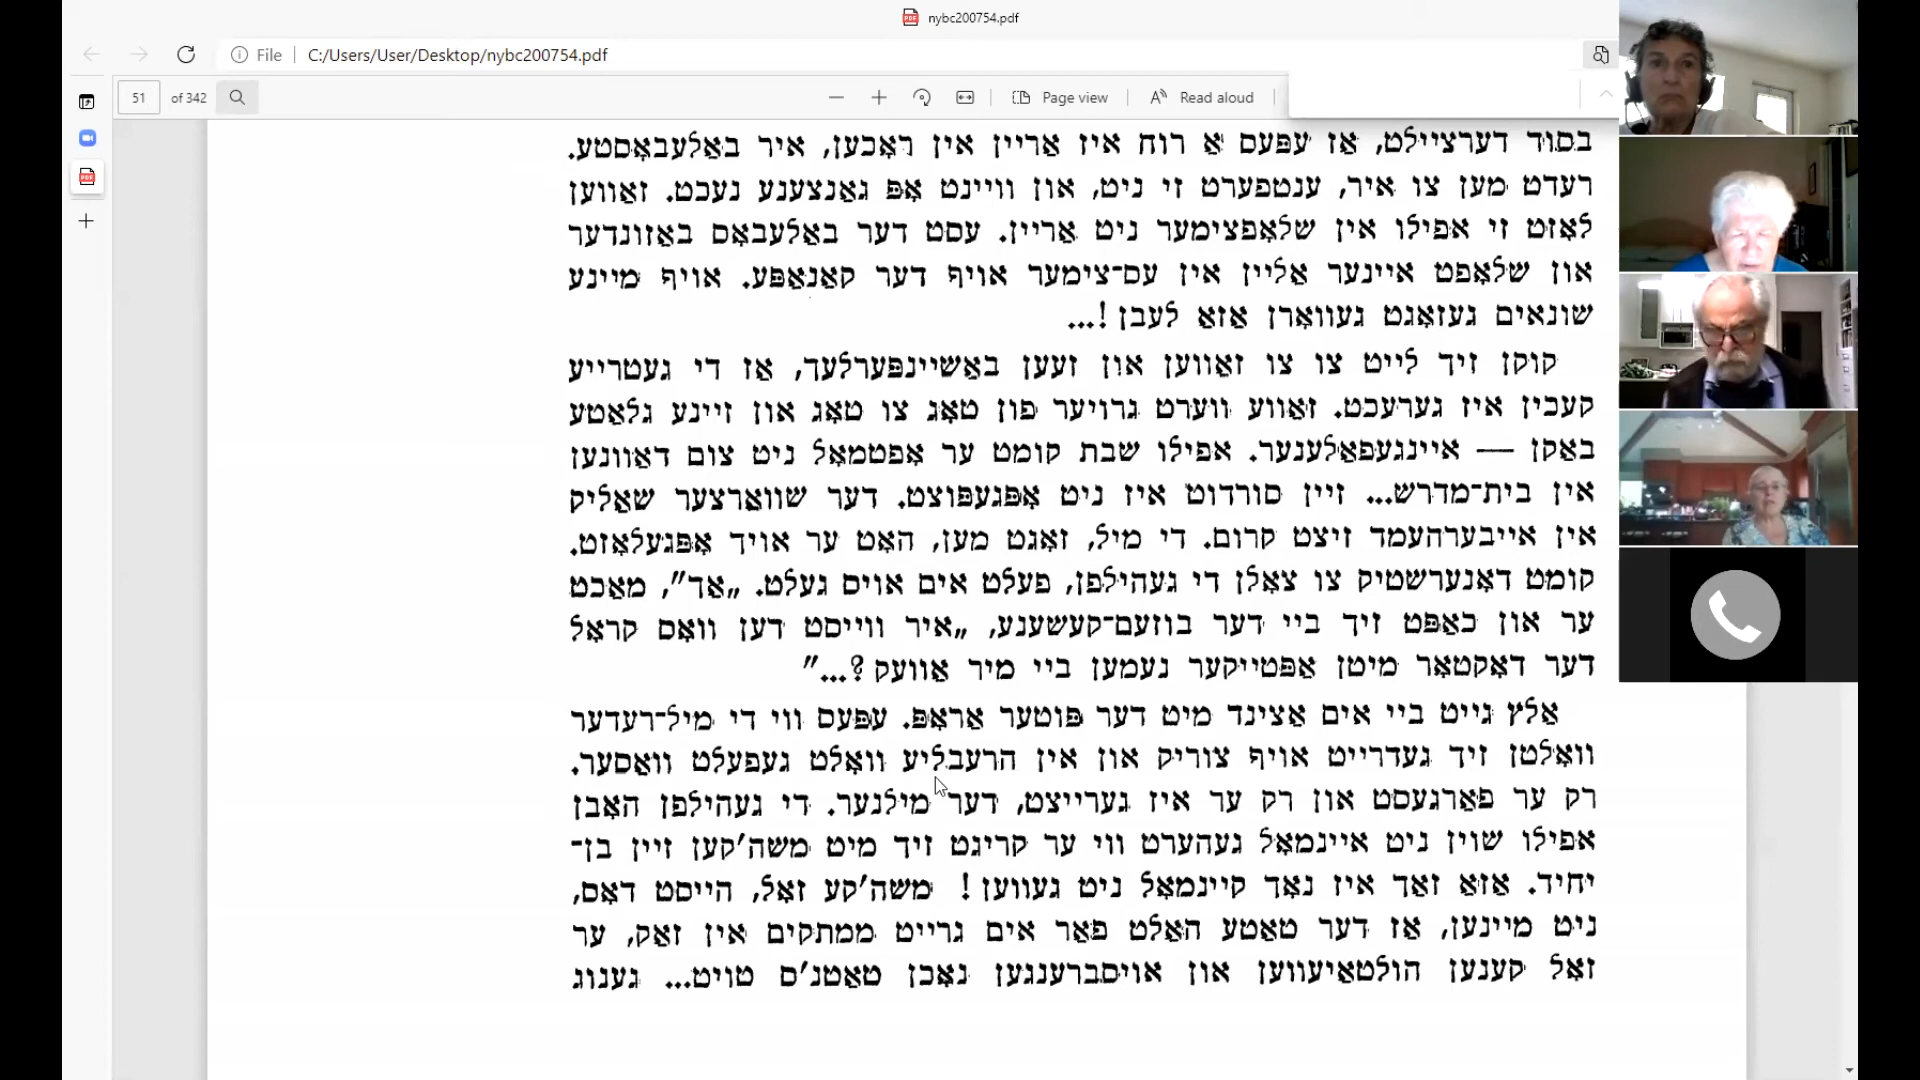 nybc200754.pdf
File C:/Users/User/Desktop/nybc200754.pdf
51 of 342 Page view Read aloud
בסוד דערציילט, אַז עפּעס אַ רוח איז אַריין אין ראָכען, איר באַלעבאָסטע.
רעדט מען צו איר, ענטפערט זי ניט, און וויינט אָפּ גאַנצענע נעכט. זאַווען
לאָזט זי אפילו אין שלאָפצימער ניט אַריין. עסט דער באַלעבאָס באַזונדער
און שלאָפט איינער אַליין אין עס־צימער אויף דער קאַנאַפּע. אויף מיינע
שונאים געזאָגט געוואָרן אַזאַ לעבן!...
קוקן זיך לייט צו צו זאַווען און זעען באַשיינפּערלעך, אַז די געטרייע
קעכין איז גערעכט. זאַווע ווערט גרויער פון טאָג צו טאָג און זיינע גלאַטע
באַקן — איינגעפאַלענער. אפילו שבת קומט ער אָפטמאָל ניט צום דאַוונען
אין בית־מדרש... זיין סורדוט איז ניט אָפּגעפּוצט. דער שוואַרצער שאַליק
אין אייבערהעמד זיצט קרום. די מיל, זאָגט מען, האָט ער אויך אָפּגעלאָזט.
קומט דאָנערשטיק צו צאָלן די געהילפן, פעלט אים אויס געלט. „אַך", מאַכט
ער און כאַפּט זיך ביי דער בוזעם־קעשענע, „איר ווייסט דען וואָס קראָל
דער דאָקטאָר מיטן אַפּטייקער נעמען ביי מיר אַוועק?..."
אַלץ גייט ביי אים אַצינד מיט דער פּוטער אַראָפּ. עפּעס ווי די מיל־רעדער
וואָלטן זיך געדרייט אויף צוריק און אין הרעבליע וואָלט געפעלט וואַסער.
רק ער פאַרגעסט און רק ער איז גערייצט, דער מילנער. די געהילפן האָבן
אפילו שוין ניט איינמאָל געהערט ווי ער קריגט זיך מיט משה'קען זיין בן־
יחיד. אַזאַ זאַך איז נאָך קיינמאָל ניט געווען! משה'קע זאָל, הייסט דאָס,
ניט מיינען, אַז דער טאַטע האַלט פאַר אים גרייט ממתקים אין זאַק, ער
זאָל קענען הולטאַיעווען און אויסברענגען נאָכן טאַטנ'ס טויט... גענוג